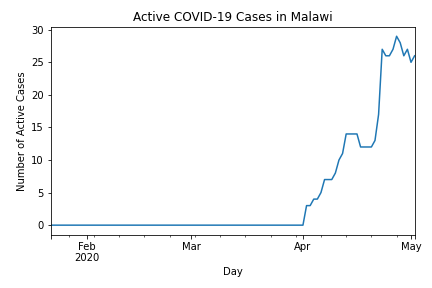 Active COVID-19 Cases in Malawi
30
25
20
15
10
5
0
Number of Active Cases
Feb
2020
Mar
Apr
May
Day